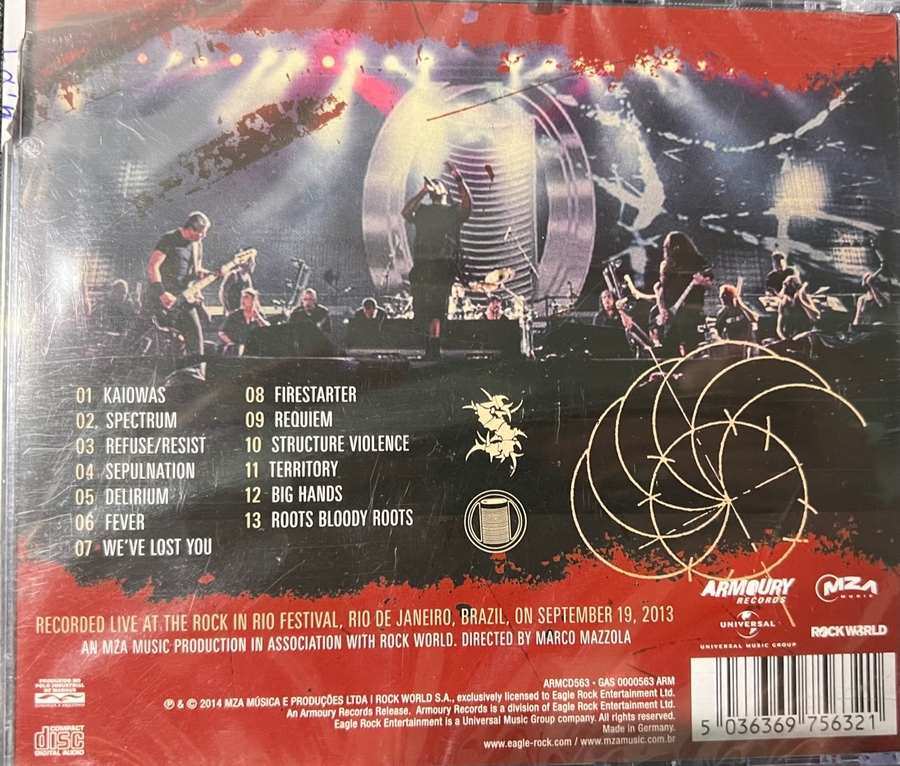 01 KAIOWAS
02. SPECTRUM
03 REFUSE/RESIST
04 SEPULNATION
05 DELIRIUM
06 FEVER
07 WE'VE LOST YOU
08 FIRESTARTER
09 REQUIEM
10 STRUCTURE VIOLENCE
11 TERRITORY
12 BIG HANDS
13 ROOTS BLOODY ROOTS
RECORDED LIVE AT THE ROCK IN RIO FESTIVAL, RIO DE JANEIRO, BRAZIL, ON SEPTEMBER 19, 2013
AN MZA MUSIC PRODUCTION IN ASSOCIATION WITH ROCK WORLD. DIRECTED BY MARCO MAZZOLA
ARMOURY
RECORDS
MZA
MUSIC
UNIVERSAL
UNIVERSAL MUSIC GROUP
ROCK WORLD
PRODUZIDO NO
PÓLO INDUSTRIAL
DE MANAUS
COMPACT
disc
DIGITAL AUDIO
ARMCD563 - GAS 0000563 ARM
℗ & © 2014 MZA MÚSICA E PRODUÇÕES LTDA | ROCK WORLD S.A., exclusively licensed to Eagle Rock Entertainment Ltd.
An Armoury Records Release. Armoury Records is a division of Eagle Rock Entertainment Ltd.
Eagle Rock Entertainment is a Universal Music Group company. All rights reserved.
Made in Germany.
www.eagle-rock.com / www.mzamusic.com.br
5 036369 756321